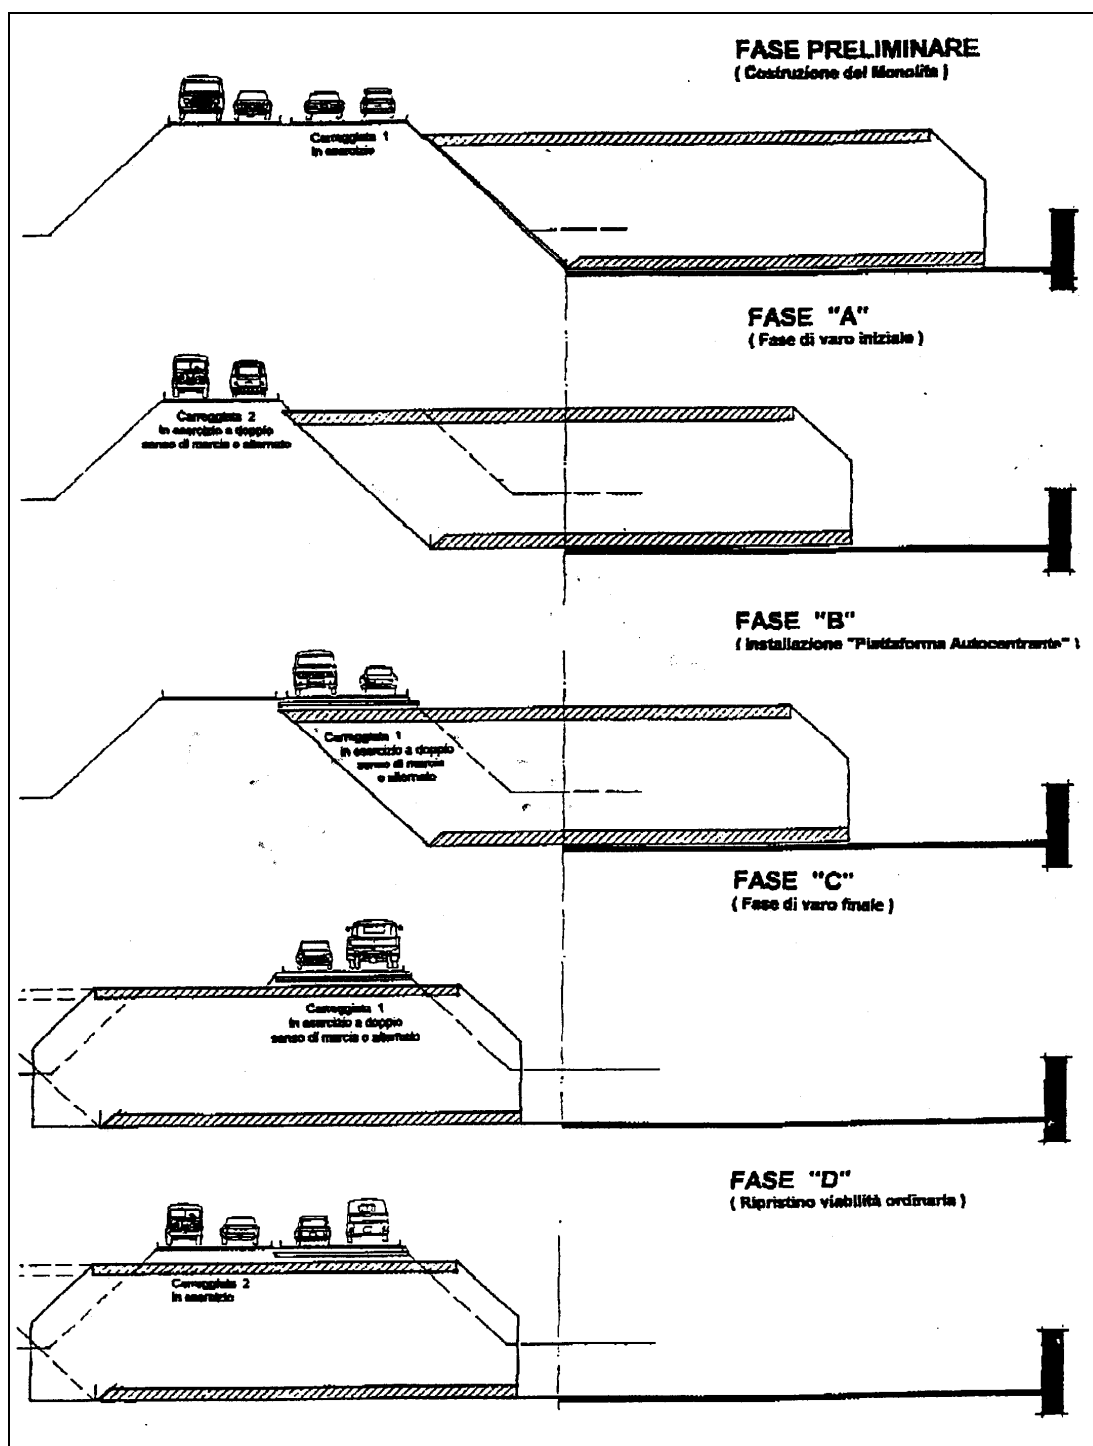 FASE PRELIMINARE
( Costruzione del Monolite )
Carreggiata 1
in esercizio
FASE "A"
( Fase di varo iniziale )
Carreggiata 2
in esercizio a doppio
senso di marcia o alternato
FASE "B"
( Installazione "Piattaforma Autocentrante" )
Carreggiata 1
in esercizio a doppio
senso di marcia
o alternato
FASE "C"
( Fase di varo finale )
Carreggiata 1
in esercizio a doppio
senso di marcia o alternato
FASE "D"
( Ripristino viabilità ordinaria )
Carreggiata 2
in esercizio